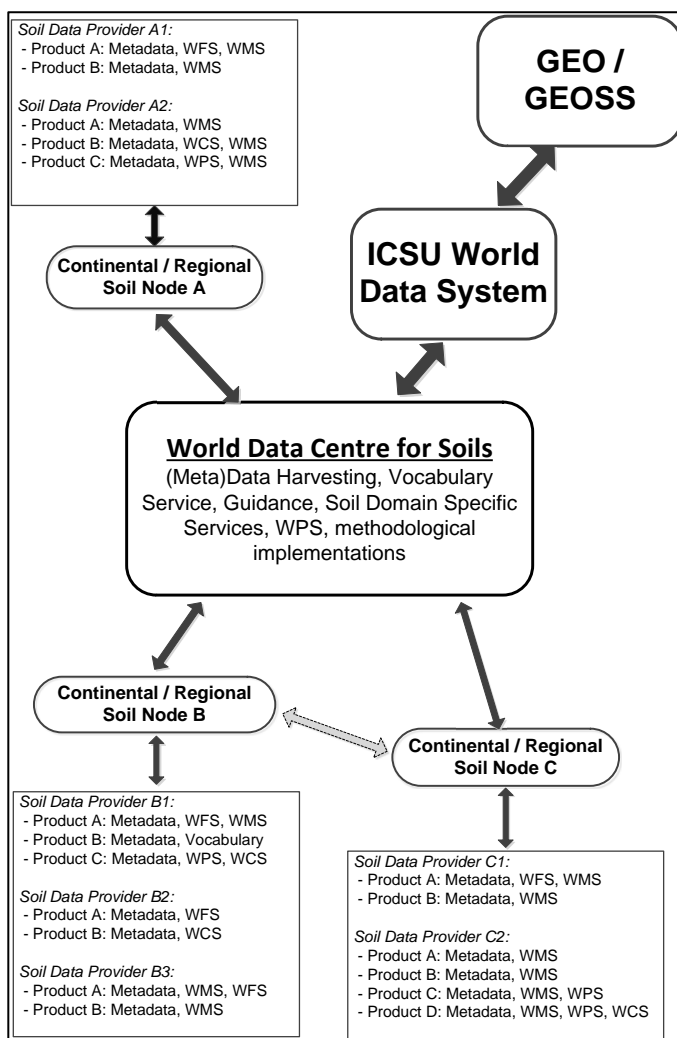 Soil Data Provider A1:
- Product A: Metadata, WFS, WMS
- Product B: Metadata, WMS
Soil Data Provider A2:
- Product A: Metadata, WMS
- Product B: Metadata, WCS, WMS
- Product C: Metadata, WPS, WMS
GEO /
GEOSS
Continental / Regional
Soil Node A
ICSU World
Data System
World Data Centre for Soils
(Meta)Data Harvesting, Vocabulary
Service, Guidance, Soil Domain Specific
Services, WPS, methodological
implementations
Continental / Regional
Soil Node B
Continental / Regional
Soil Node C
Soil Data Provider B1:
- Product A: Metadata, WFS, WMS
- Product B: Metadata, Vocabulary
- Product C: Metadata, WPS, WCS
Soil Data Provider B2:
- Product A: Metadata, WFS
- Product B: Metadata, WCS
Soil Data Provider B3:
- Product A: Metadata, WMS, WFS
- Product B: Metadata, WMS
Soil Data Provider C1:
- Product A: Metadata, WFS, WMS
- Product B: Metadata, WMS
Soil Data Provider C2:
- Product A: Metadata, WMS
- Product B: Metadata, WMS
- Product C: Metadata, WMS, WPS
- Product D: Metadata, WMS, WPS, WCS